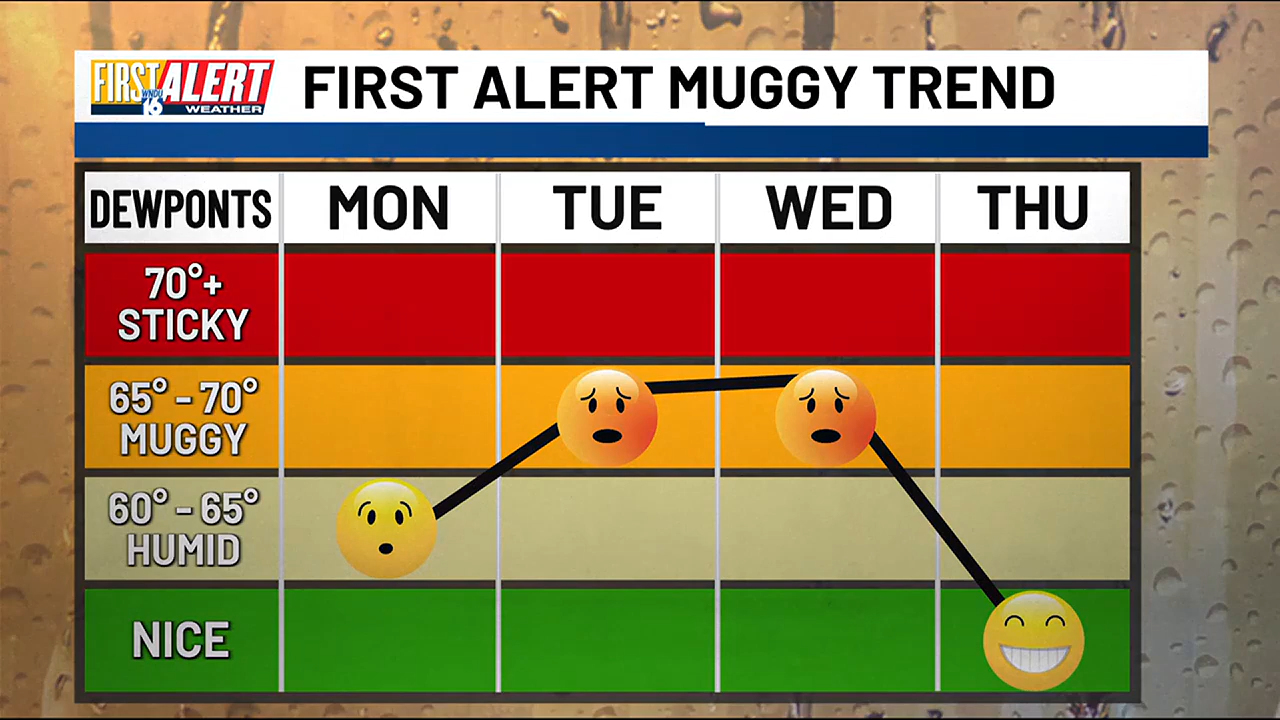 FIRST ALERT
WNDU
16 WEATHER
FIRST ALERT MUGGY TREND
DEWPONTS MON TUE WED THU
70°+
STICKY
65° - 70°
MUGGY
60° - 65°
HUMID
NICE